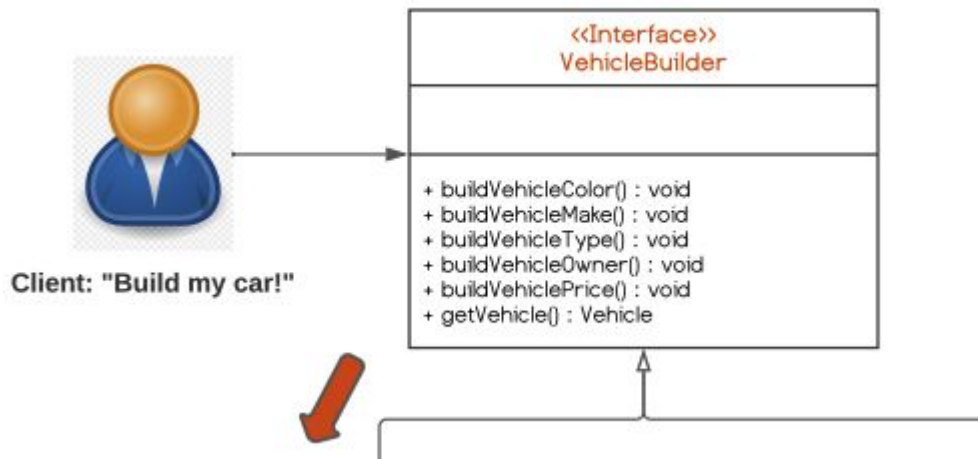 <<Interface>>
VehicleBuilder
+ buildVehicleColor() : void
+ buildVehicleMake() : void
+ buildVehicleType() : void
+ buildVehicleOwner() : void
+ buildVehiclePrice() : void
+ getVehicle() : Vehicle
Client: "Build my car!"